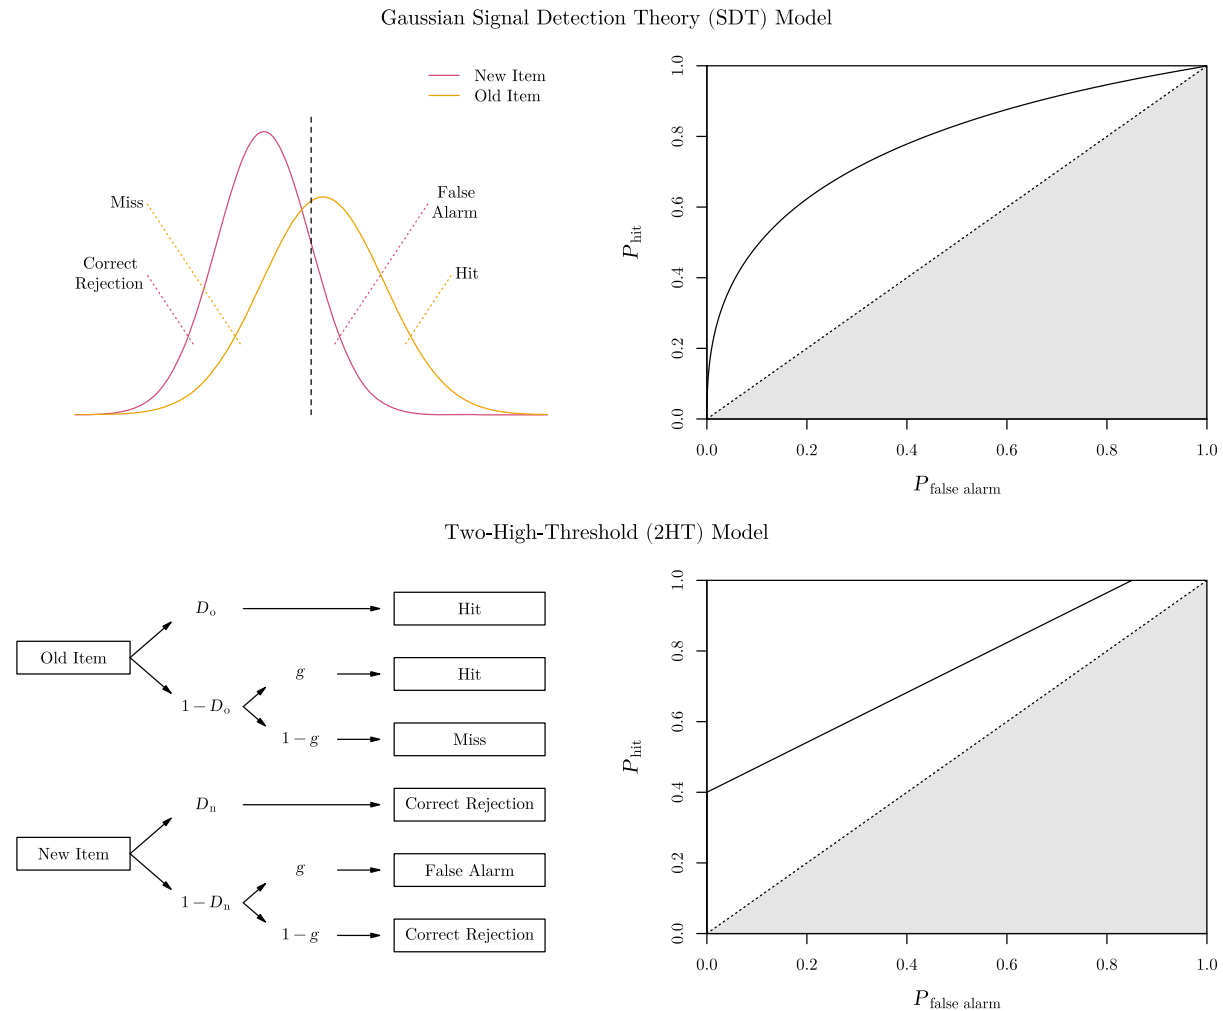 Gaussian Signal Detection Theory (SDT) Model
New Item
Old Item
Miss
False
Alarm
Correct
Rejection
Hit
1.0
0.8
0.6
0.4
0.2
0.0
P_hit
0.0 0.2 0.4 0.6 0.8 1.0
P_false alarm
Two-High-Threshold (2HT) Model
D_o
Hit
Old Item
g
Hit
1 − D_o
1 − g
Miss
D_n
Correct Rejection
New Item
g
False Alarm
1 − D_n
1 − g
Correct Rejection
1.0
0.8
0.6
0.4
0.2
0.0
P_hit
0.0 0.2 0.4 0.6 0.8 1.0
P_false alarm